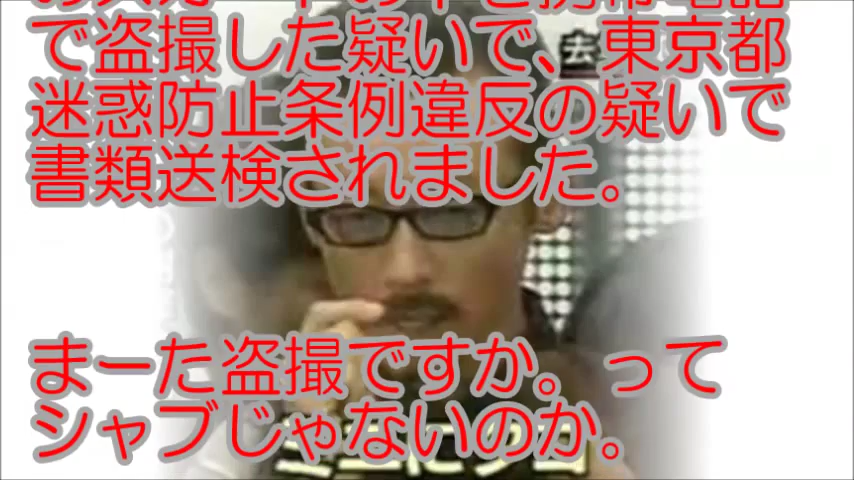 で盗撮した疑いで、東京都
迷惑防止条例違反の疑いで
書類送検されました。
去
まーた盗撮ですか。って
シャブじゃないのか。